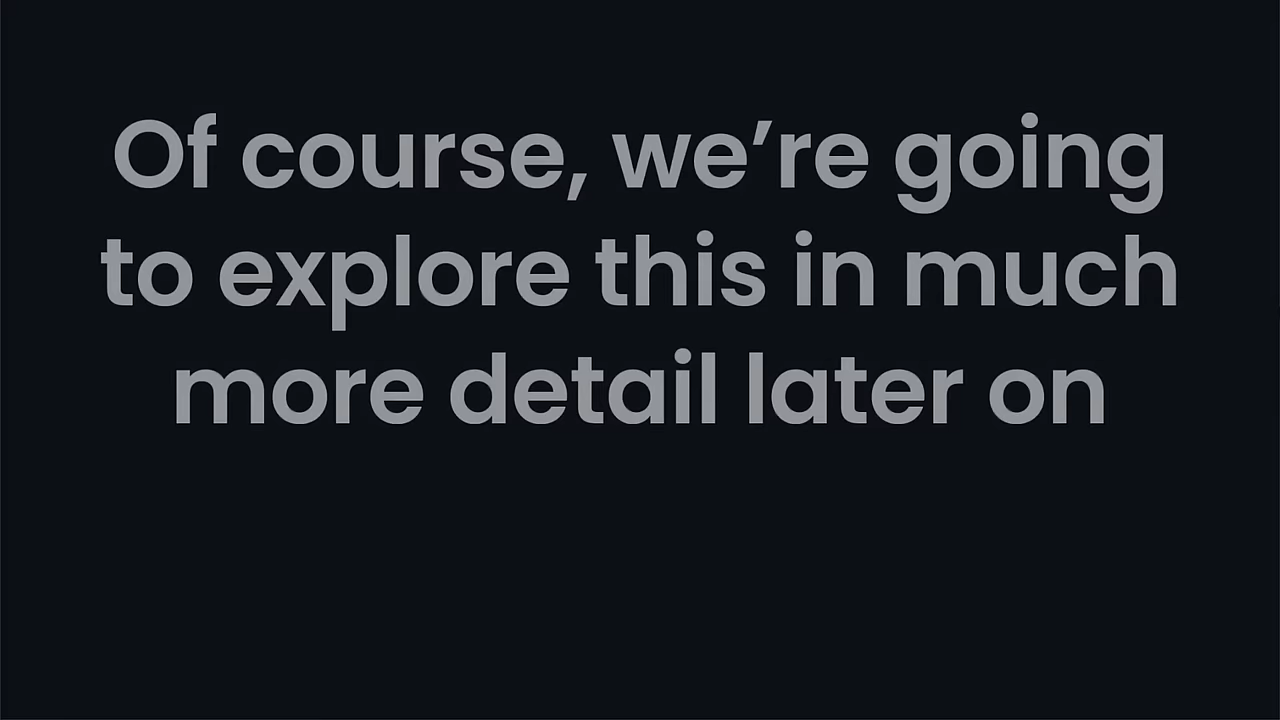 Of course, we’re going
to explore this in much
more detail later on